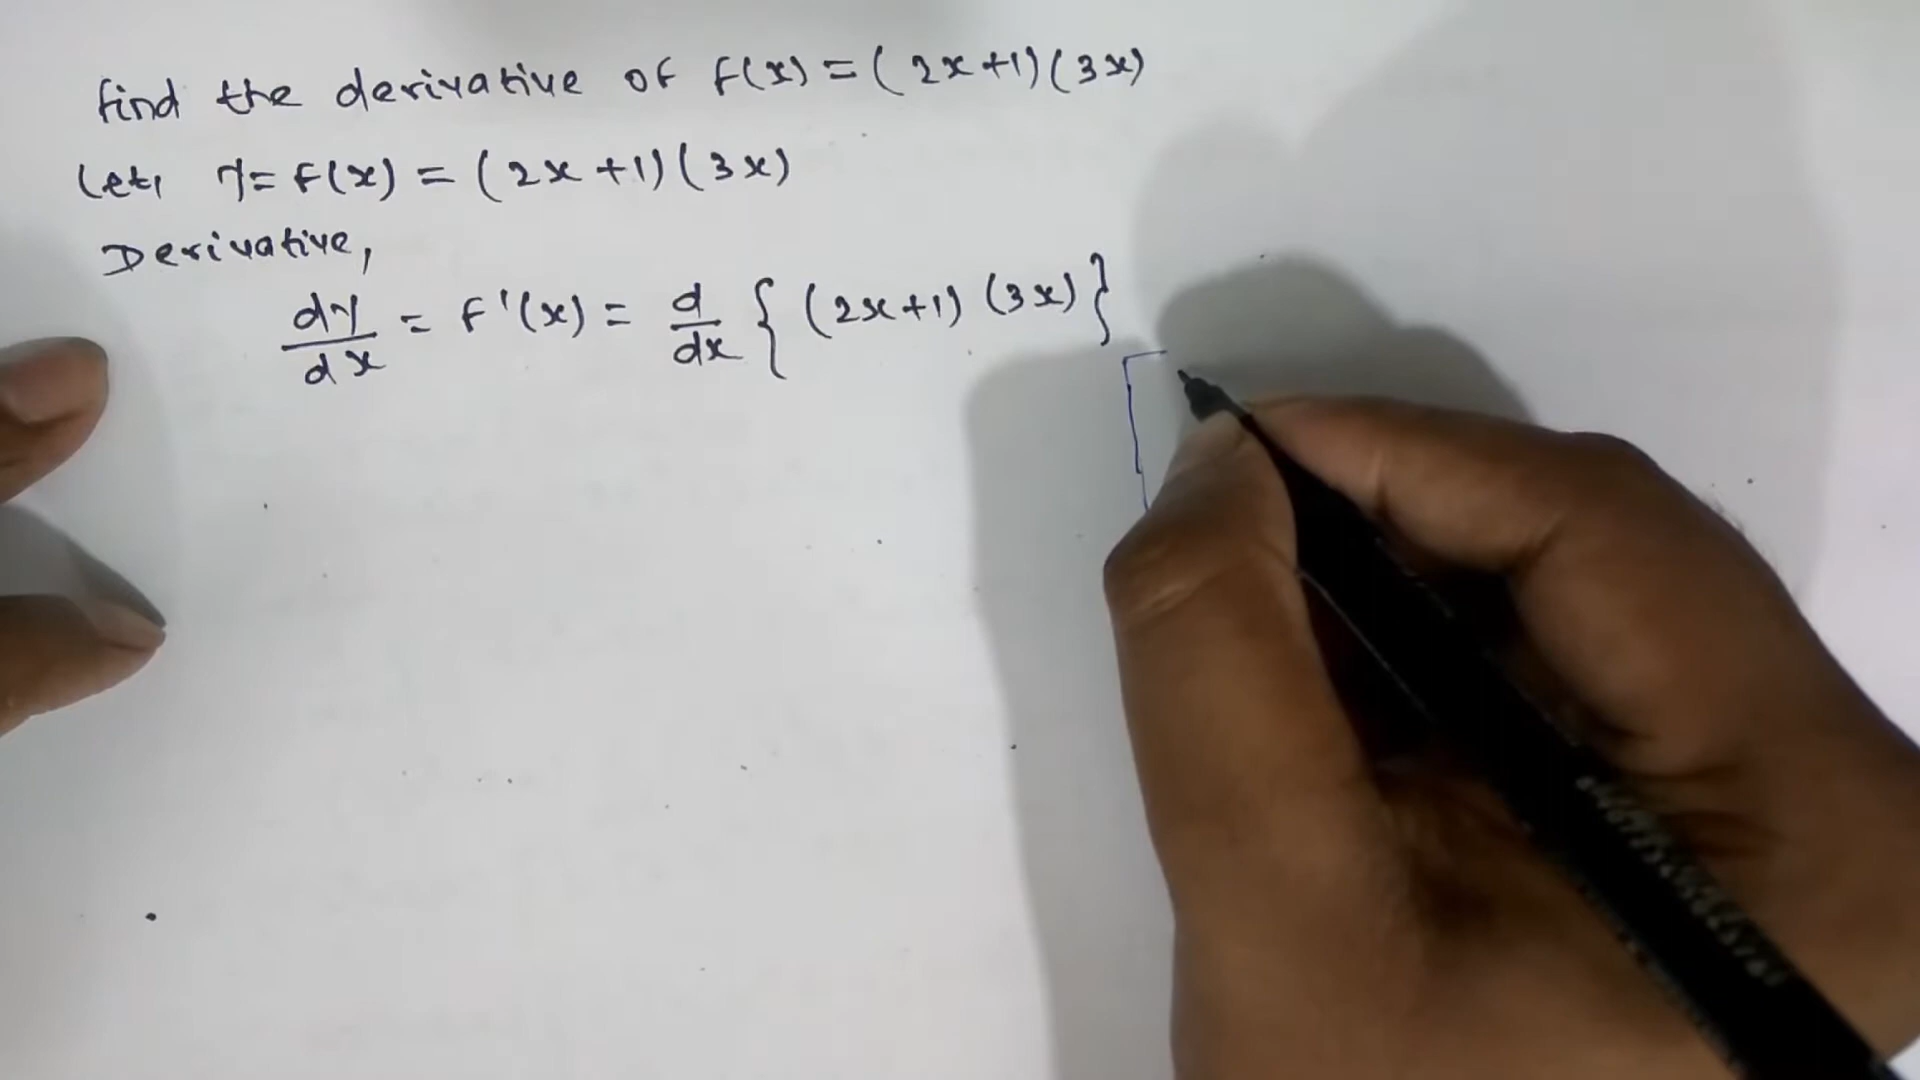 find the derivative of f(x) = (2x+1)(3x)
Let, y = f(x) = (2x+1)(3x)
Derivative,
dy/dx = f'(x) = d/dx { (2x+1) (3x) }
[